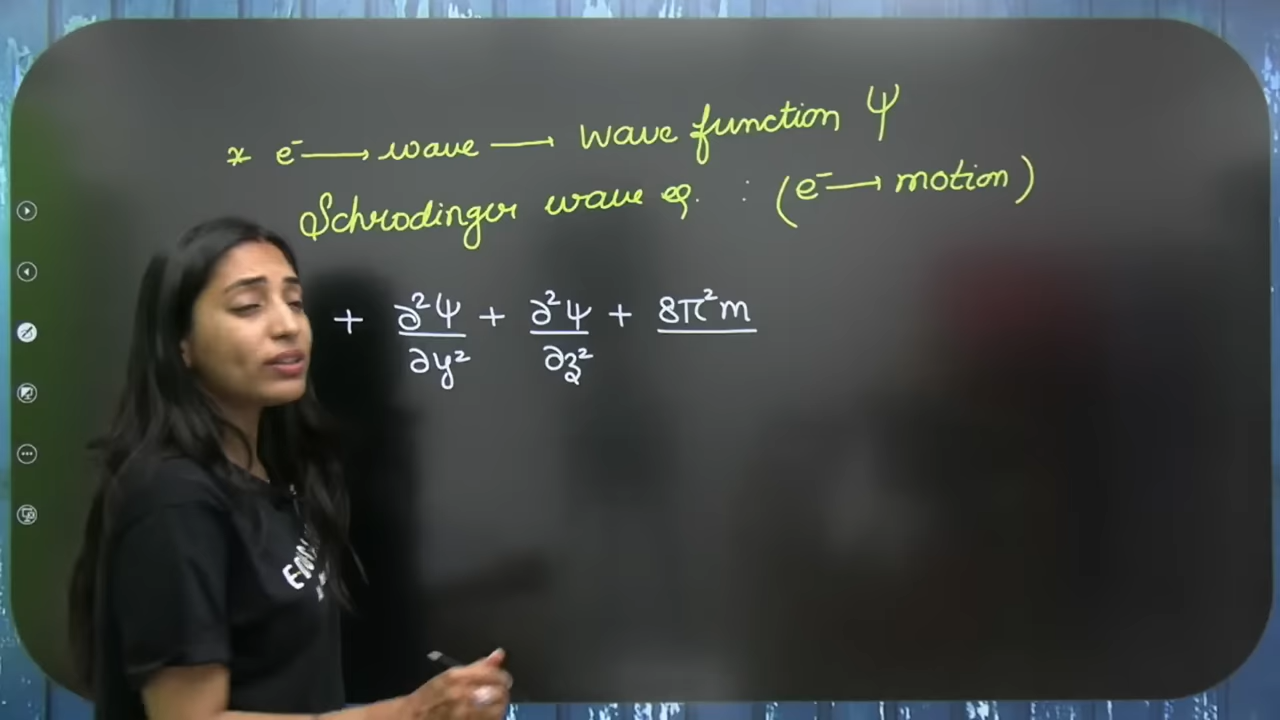 * e⁻ → wave → wave function ψ
Schrodinger wave eq. : (e⁻ → motion)
+ ∂²ψ/∂y² + ∂²ψ/∂z² + 8π²m